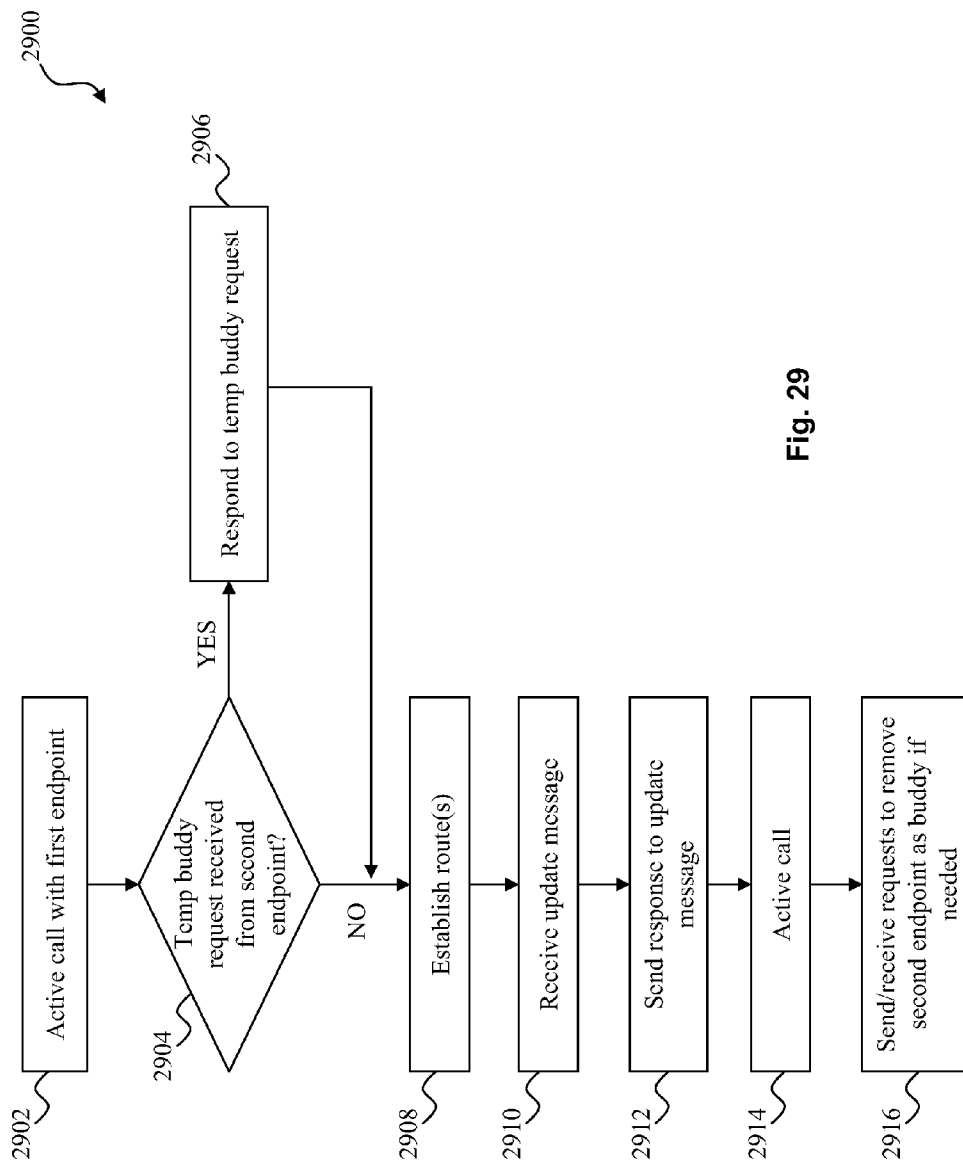 2900
2902
Active call with first endpoint
2904
Temp buddy
request received
from second
endpoint?
YES
2906
Respond to temp buddy request
NO
2908
Establish route(s)
2910
Receive update message
2912
Send response to update
message
2914
Active call
2916
Send/receive requests to remove
second endpoint as buddy if
needed
Fig. 29